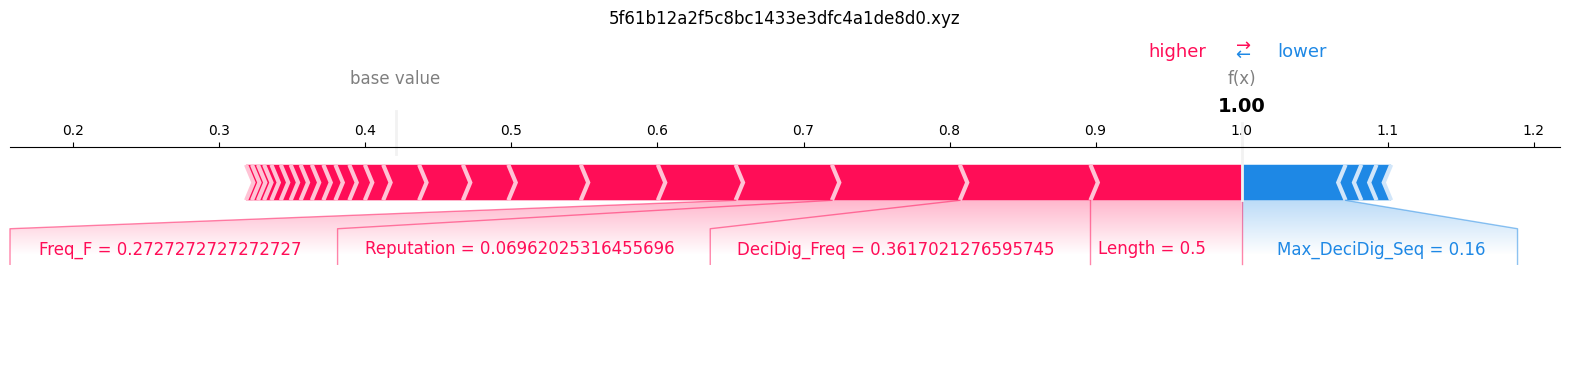 5f61b12a2f5c8bc1433e3dfc4a1de8d0.xyz
higher ⇄ lower
base value f(x)
1.00
0.2 0.3 0.4 0.5 0.6 0.7 0.8 0.9 1.0 1.1 1.2
Freq_F = 0.2727272727272727 Reputation = 0.06962025316455696 DeciDig_Freq = 0.3617021276595745 Length = 0.5 Max_DeciDig_Seq = 0.16